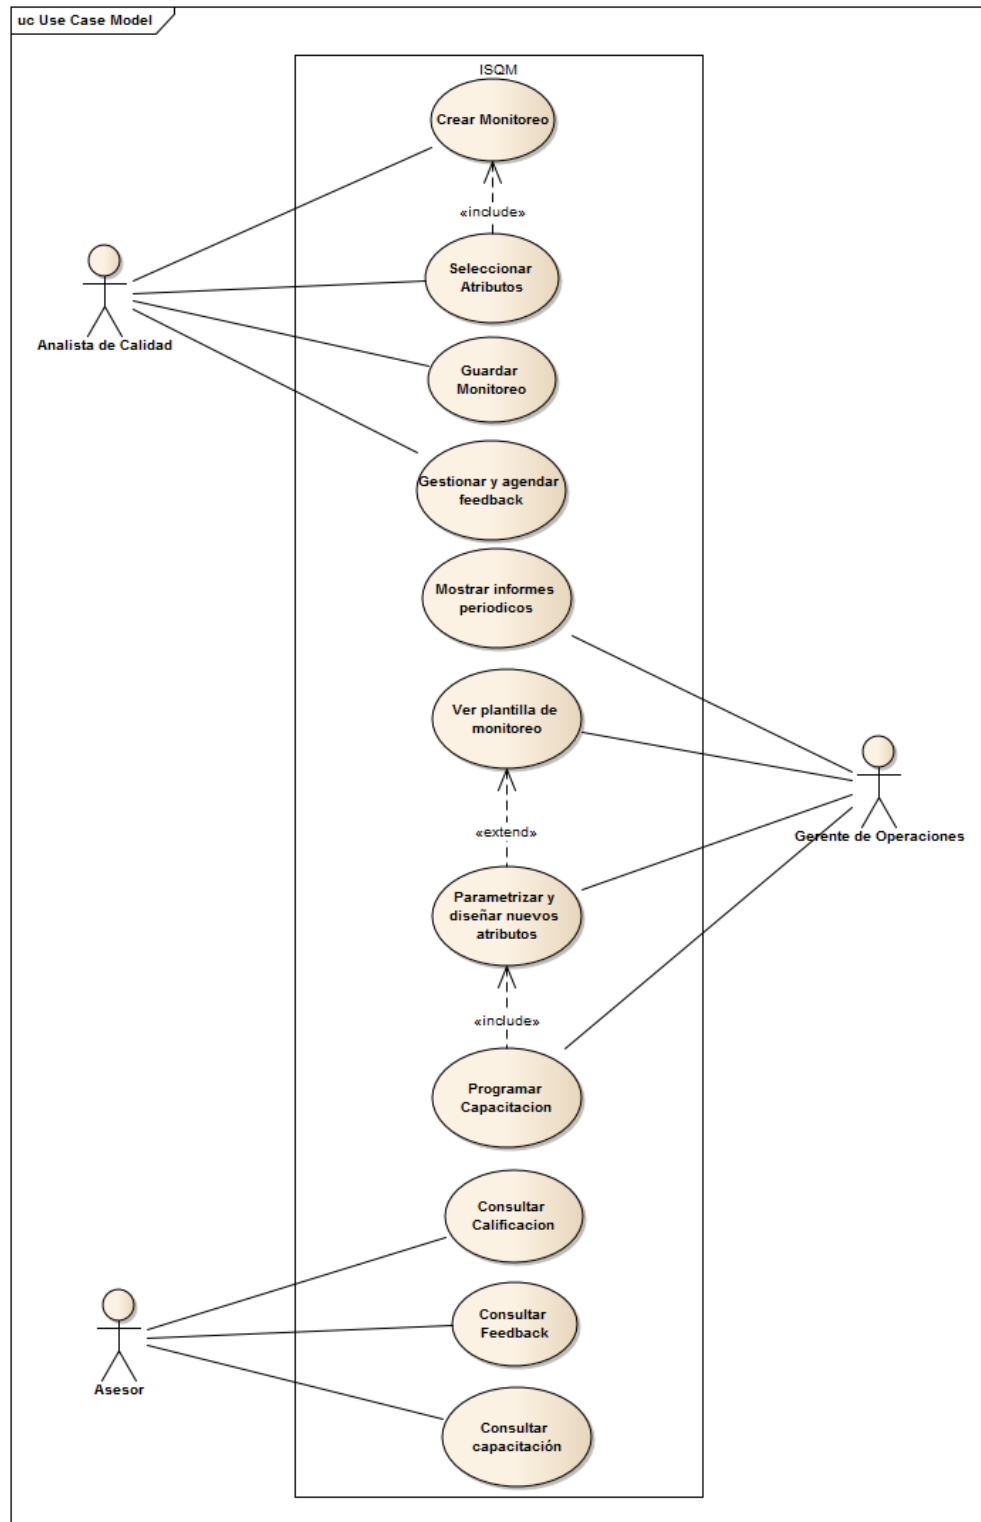 uc Use Case Model
ISQM
Crear Monitoreo
«include»
Seleccionar
Atributos
Analista de Calidad
Guardar
Monitoreo
Gestionar y agendar
feedback
Mostrar informes
periodicos
Ver plantilla de
monitoreo
«extend»
Gerente de Operaciones
Parametrizar y
diseñar nuevos
atributos
«include»
Programar
Capacitacion
Consultar
Calificacion
Consultar
Feedback
Asesor
Consultar
capacitación